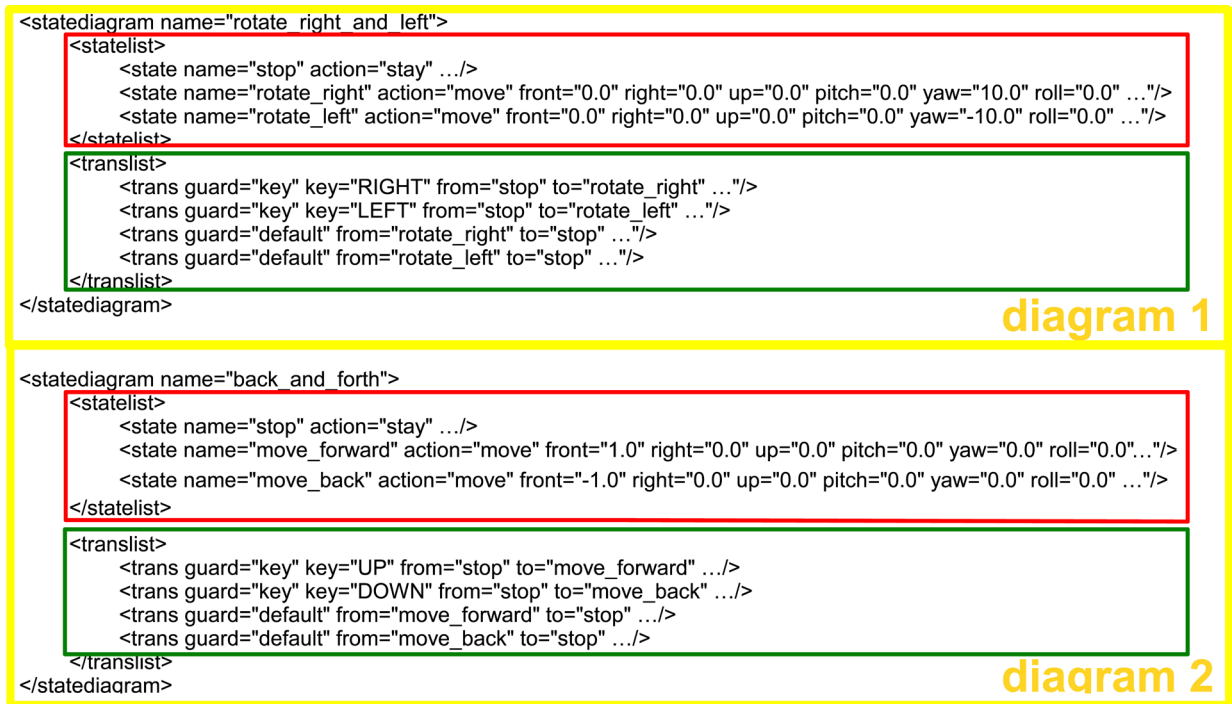 <statediagram name="rotate_right_and_left">
<statelist>
<state name="stop" action="stay" …/>
<state name="rotate_right" action="move" front="0.0" right="0.0" up="0.0" pitch="0.0" yaw="10.0" roll="0.0" …"/>
<state name="rotate_left" action="move" front="0.0" right="0.0" up="0.0" pitch="0.0" yaw="-10.0" roll="0.0" …"/>
</statelist>
<translist>
<trans guard="key" key="RIGHT" from="stop" to="rotate_right" …"/>
<trans guard="key" key="LEFT" from="stop" to="rotate_left" …"/>
<trans guard="default" from="rotate_right" to="stop" …"/>
<trans guard="default" from="rotate_left" to="stop" …"/>
</translist>
</statediagram>
diagram 1
<statediagram name="back_and_forth">
<statelist>
<state name="stop" action="stay" …/>
<state name="move_forward" action="move" front="1.0" right="0.0" up="0.0" pitch="0.0" yaw="0.0" roll="0.0"…"/>
<state name="move_back" action="move" front="-1.0" right="0.0" up="0.0" pitch="0.0" yaw="0.0" roll="0.0" …"/>
</statelist>
<translist>
<trans guard="key" key="UP" from="stop" to="move_forward" …/>
<trans guard="key" key="DOWN" from="stop" to="move_back" …/>
<trans guard="default" from="move_forward" to="stop" …/>
<trans guard="default" from="move_back" to="stop" …/>
</translist>
</statediagram>
diagram 2